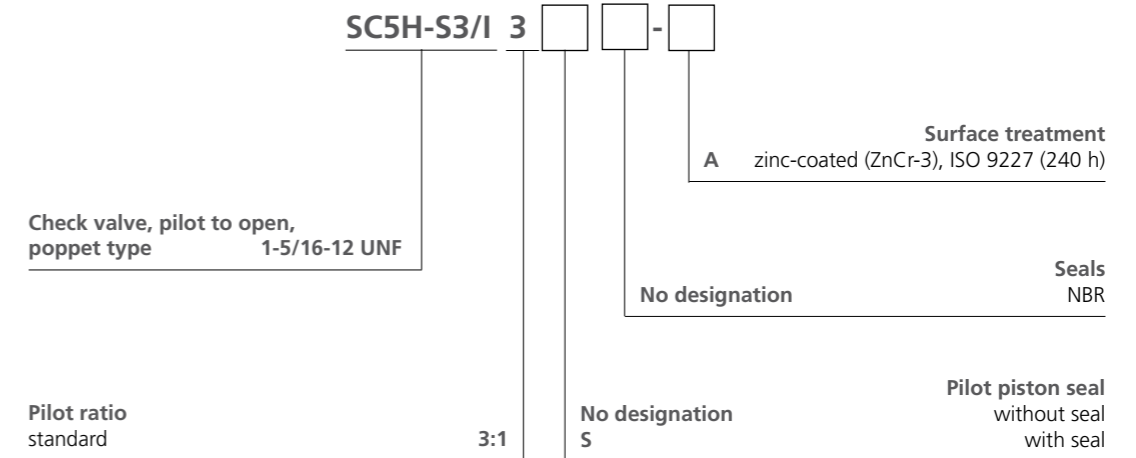 SC5H-S3/I 3 -
Surface treatment
A zinc-coated (ZnCr-3), ISO 9227 (240 h)
Check valve, pilot to open,
poppet type 1-5/16-12 UNF
Seals
No designation NBR
Pilot piston seal
Pilot ratio
No designation without seal
standard 3:1
S with seal